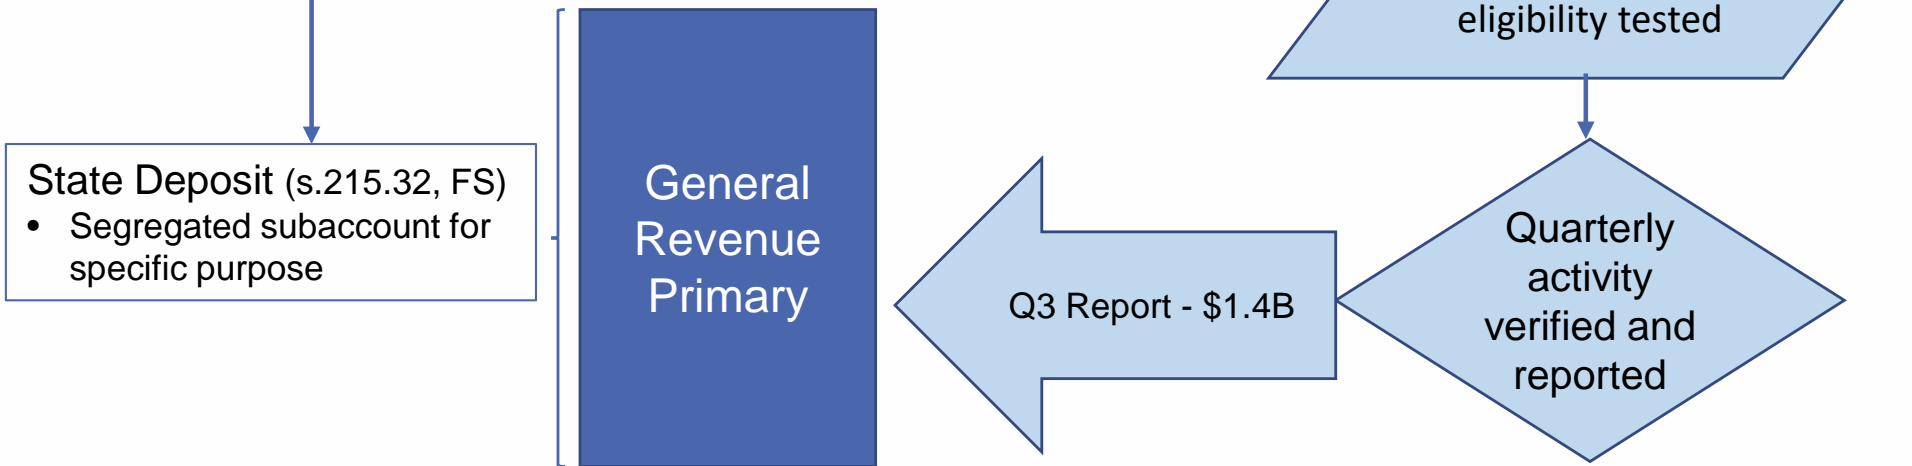 eligibility tested
State Deposit (s.215.32, FS)
• Segregated subaccount for
specific purpose
General
Revenue
Primary
Q3 Report - $1.4B
Quarterly
activity
verified and
reported